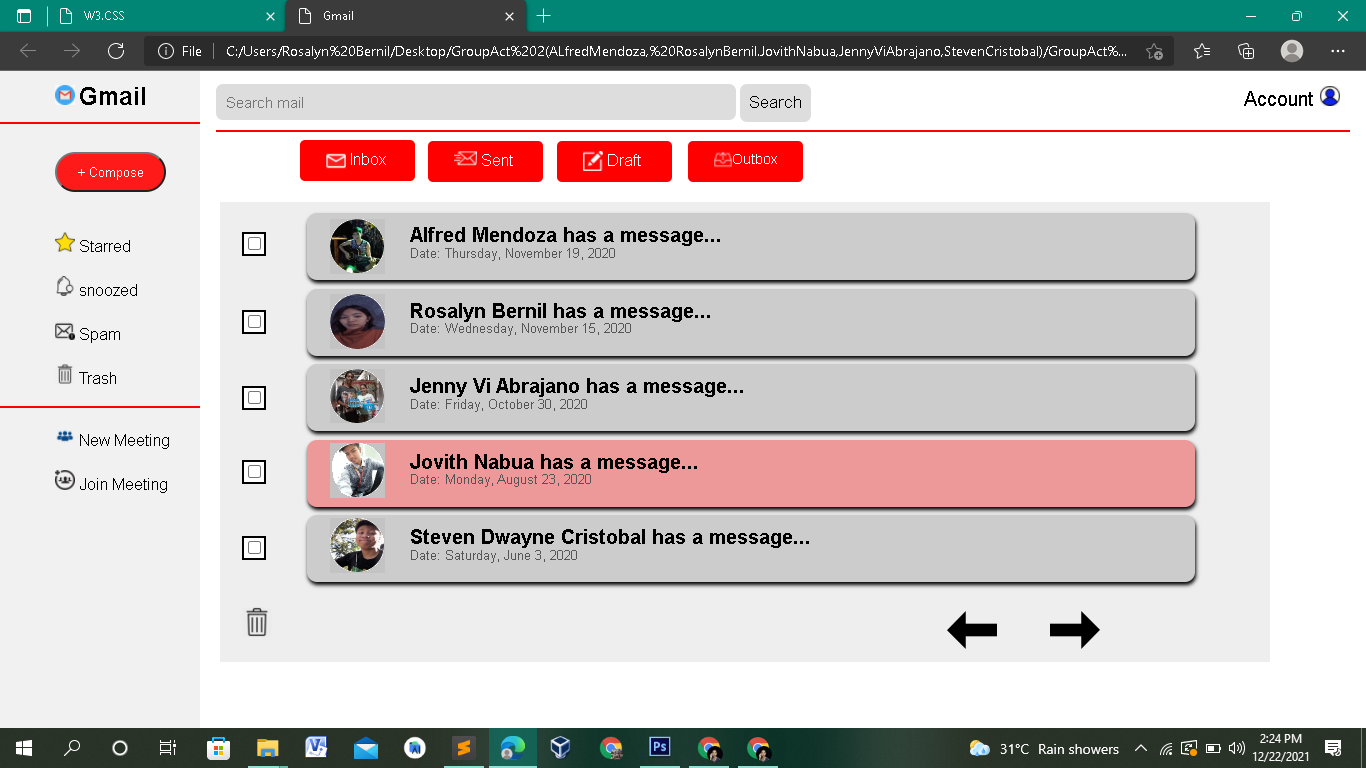 W3.CSS
Gmail
File
C:/Users/Rosalyn%20Bernil/Desktop/GroupAct%202(ALfredMendoza,%20RosalynBernil.JovithNabua,JennyViAbrajano,StevenCristobal)/GroupAct%...
Gmail
Search mail
Search
Account
Inbox
Sent
Draft
Outbox
+ Compose
Starred
snoozed
Spam
Trash
New Meeting
Join Meeting
Alfred Mendoza has a message...
Date: Thursday, November 19, 2020
Rosalyn Bernil has a message...
Date: Wednesday, November 15, 2020
Jenny Vi Abrajano has a message...
Date: Friday, October 30, 2020
Jovith Nabua has a message...
Date: Monday, August 23, 2020
Steven Dwayne Cristobal has a message...
Date: Saturday, June 3, 2020
Ps
31°C Rain showers
2:24 PM
12/22/2021